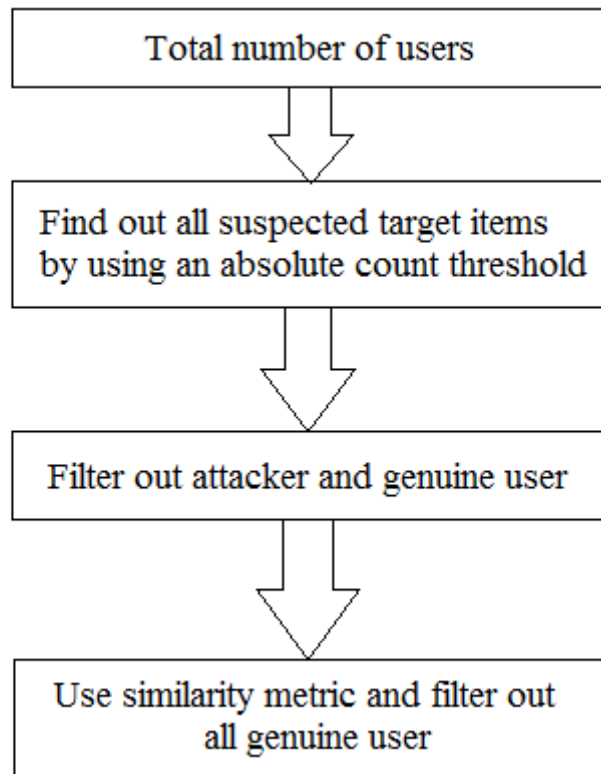 Total number of users
Find out all suspected target items
by using an absolute count threshold
Filter out attacker and genuine user
Use similarity metric and filter out
all genuine user